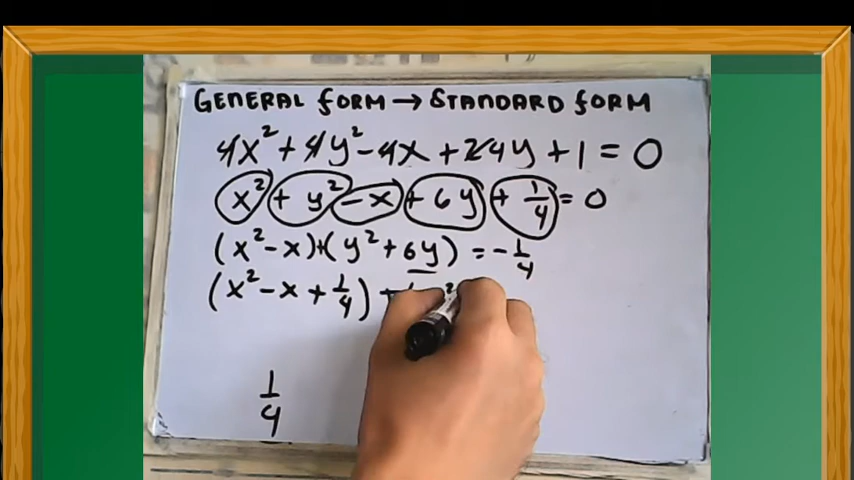 GENERAL FORM → STANDARD FORM
4x² + 4y² - 4x + 24y + 1 = 0
x² + y² - x + 6y + 1/4 = 0
(x² - x) + (y² + 6y) = -1/4
(x² - x + 1/4) + (
1/4